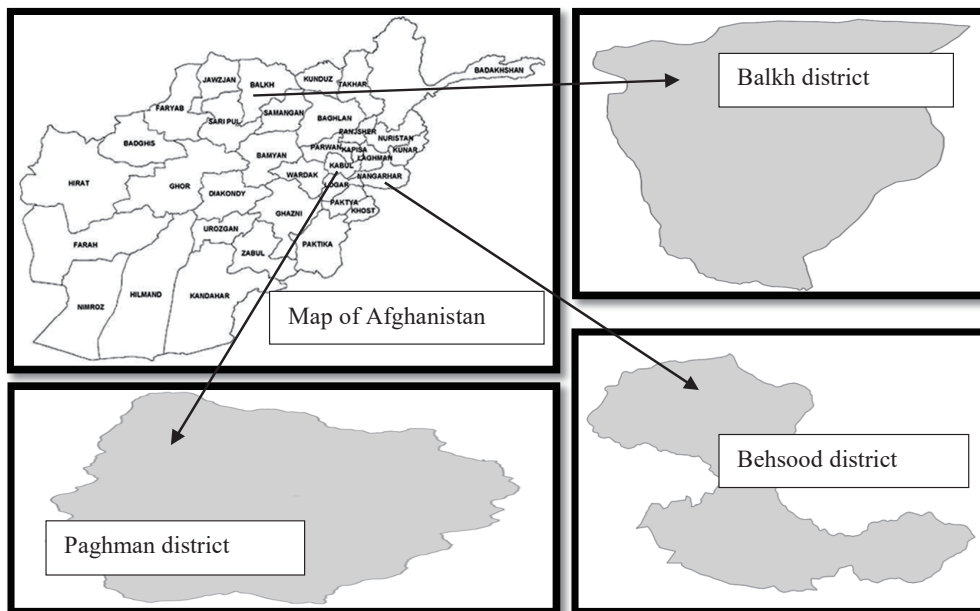 BADAKHSHAN
JAWZJAN
BALKH
KUNDUZ
TAKHAR
FARYAB
SARI PUL
SAMANGAN
BAGHLAN
BADGHIS
PANJSHER
NURISTAN
BAMYAN
PARWAN
KAPISA
KUNAR
LAGHMAN
KABUL
HIRAT
GHOR
WARDAK
NANGARHAR
LOGAR
DIAKONDY
PAKTYA
KHOST
GHAZNI
UROZGAN
FARAH
ZABUL
PAKTIKA
NIMROZ
HILMAND
KANDAHAR
Map of Afghanistan
Balkh district
Behsood district
Paghman district